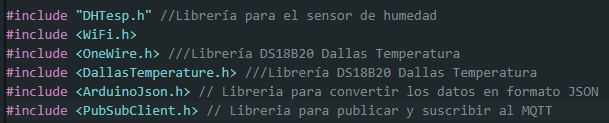 #include "DHTesp.h" //Librería para el sensor de humedad
#include <WiFi.h>
#include <OneWire.h> ///Librería DS18B20 Dallas Temperatura
#include <DallasTemperature.h> ///Librería DS18B20 Dallas Temperatura
#include <ArduinoJson.h> // Libreria para convertir los datos en formato JSON
#include <PubSubClient.h> // Libreria para publicar y suscribir al MQTT